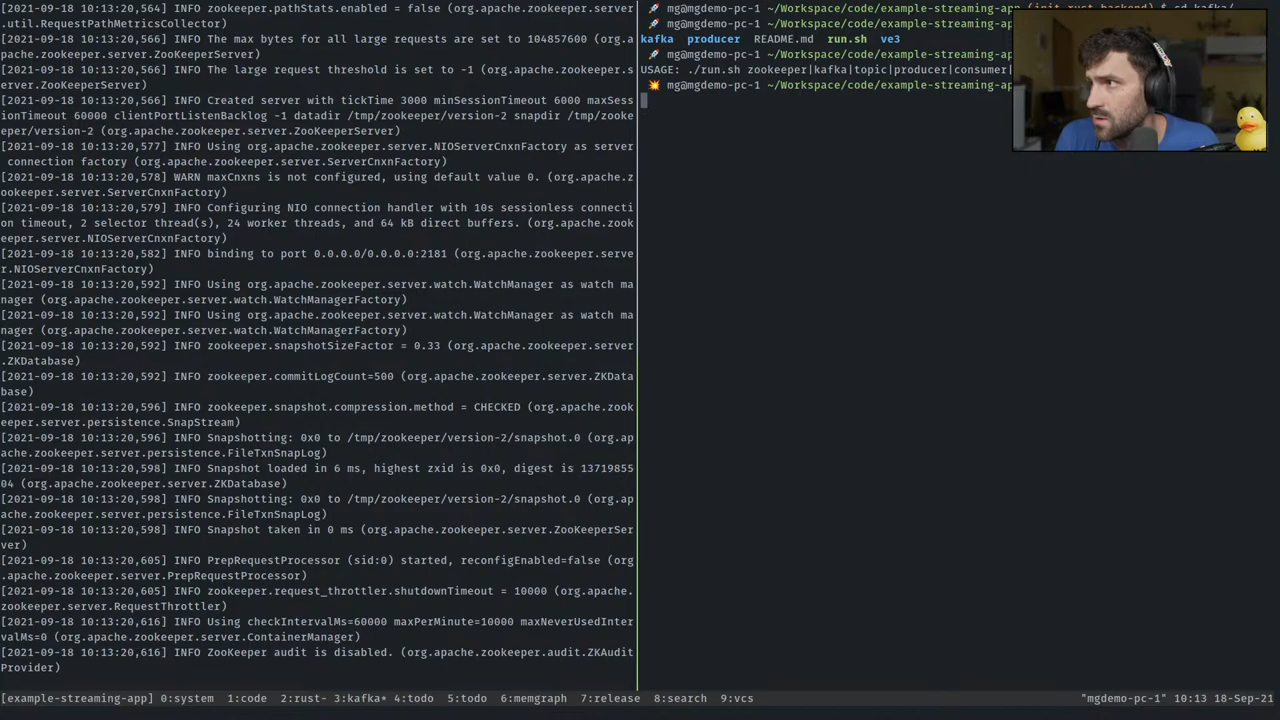 [2021-09-18 10:13:20,564] INFO zookeeper.pathStats.enabled = false (org.apache.zookeeper.server
.util.RequestPathMetricsCollector)
[2021-09-18 10:13:20,566] INFO The max bytes for all large requests are set to 104857600 (org.a
pache.zookeeper.server.ZooKeeperServer)
[2021-09-18 10:13:20,566] INFO The large request threshold is set to -1 (org.apache.zookeeper.s
erver.ZooKeeperServer)
[2021-09-18 10:13:20,566] INFO Created server with tickTime 3000 minSessionTimeout 6000 maxSess
ionTimeout 60000 clientPortListenBacklog -1 datadir /tmp/zookeeper/version-2 snapdir /tmp/zooke
eper/version-2 (org.apache.zookeeper.server.ZooKeeperServer)
[2021-09-18 10:13:20,577] INFO Using org.apache.zookeeper.server.NIOServerCnxnFactory as server
 connection factory (org.apache.zookeeper.server.ServerCnxnFactory)
[2021-09-18 10:13:20,578] WARN maxCnxns is not configured, using default value 0. (org.apache.z
ookeeper.server.ServerCnxnFactory)
[2021-09-18 10:13:20,579] INFO Configuring NIO connection handler with 10s sessionless connecti
on timeout, 2 selector thread(s), 24 worker threads, and 64 kB direct buffers. (org.apache.zook
eeper.server.NIOServerCnxnFactory)
[2021-09-18 10:13:20,582] INFO binding to port 0.0.0.0/0.0.0.0:2181 (org.apache.zookeeper.serve
r.NIOServerCnxnFactory)
[2021-09-18 10:13:20,592] INFO Using org.apache.zookeeper.server.watch.WatchManager as watch ma
nager (org.apache.zookeeper.server.watch.WatchManagerFactory)
[2021-09-18 10:13:20,592] INFO Using org.apache.zookeeper.server.watch.WatchManager as watch ma
nager (org.apache.zookeeper.server.watch.WatchManagerFactory)
[2021-09-18 10:13:20,592] INFO zookeeper.snapshotSizeFactor = 0.33 (org.apache.zookeeper.server
.ZKDatabase)
[2021-09-18 10:13:20,592] INFO zookeeper.commitLogCount=500 (org.apache.zookeeper.server.ZKData
base)
[2021-09-18 10:13:20,596] INFO zookeeper.snapshot.compression.method = CHECKED (org.apache.zook
eeper.server.persistence.SnapStream)
[2021-09-18 10:13:20,596] INFO Snapshotting: 0x0 to /tmp/zookeeper/version-2/snapshot.0 (org.ap
ache.zookeeper.server.persistence.FileTxnSnapLog)
[2021-09-18 10:13:20,598] INFO Snapshot loaded in 6 ms, highest zxid is 0x0, digest is 13719855
04 (org.apache.zookeeper.server.ZKDatabase)
[2021-09-18 10:13:20,598] INFO Snapshotting: 0x0 to /tmp/zookeeper/version-2/snapshot.0 (org.ap
ache.zookeeper.server.persistence.FileTxnSnapLog)
[2021-09-18 10:13:20,598] INFO Snapshot taken in 0 ms (org.apache.zookeeper.server.ZooKeeperSer
ver)
[2021-09-18 10:13:20,605] INFO PrepRequestProcessor (sid:0) started, reconfigEnabled=false (org
.apache.zookeeper.server.PrepRequestProcessor)
[2021-09-18 10:13:20,605] INFO zookeeper.request_throttler.shutdownTimeout = 10000 (org.apache.
zookeeper.server.RequestThrottler)
[2021-09-18 10:13:20,616] INFO Using checkIntervalMs=60000 maxPerMinute=10000 maxNeverUsedInter
valMs=0 (org.apache.zookeeper.server.ContainerManager)
[2021-09-18 10:13:20,616] INFO ZooKeeper audit is disabled. (org.apache.zookeeper.audit.ZKAudit
Provider)
🚀 mg@mgdemo-pc-1 ~/Workspace/code/example-streaming-app (init-rust-backend) $ cd kafka/
🚀 mg@mgdemo-pc-1 ~/Workspace/code/example-streaming-ap
kafka producer README.md run.sh ve3
🚀 mg@mgdemo-pc-1 ~/Workspace/code/example-streaming-ap
USAGE: ./run.sh zookeeper|kafka|topic|producer|consumer|
💥 mg@mgdemo-pc-1 ~/Workspace/code/example-streaming-ap
[example-streaming-app] 0:system 1:code 2:rust- 3:kafka* 4:todo 5:todo 6:memgraph 7:release 8:search 9:vcs "mgdemo-pc-1" 10:13 18-Sep-21